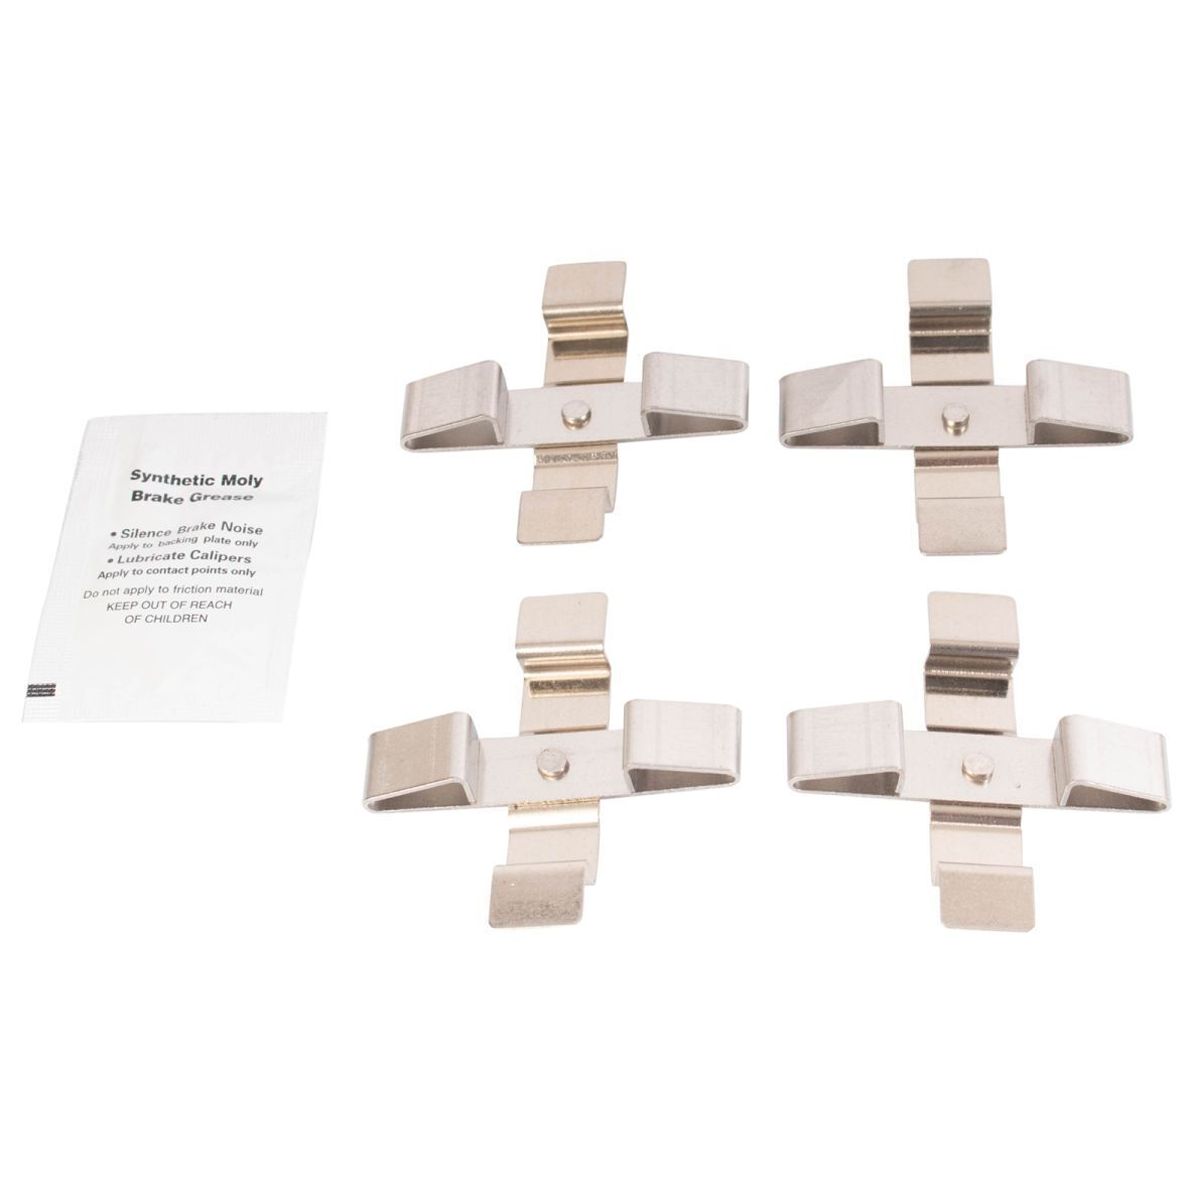 Synthetic Moly
Brake Grease
• Silence Brake Noise
Apply to backing plate only
• Lubricate Calipers
Apply to contact points only
Do not apply to friction material
KEEP OUT OF REACH
OF CHILDREN